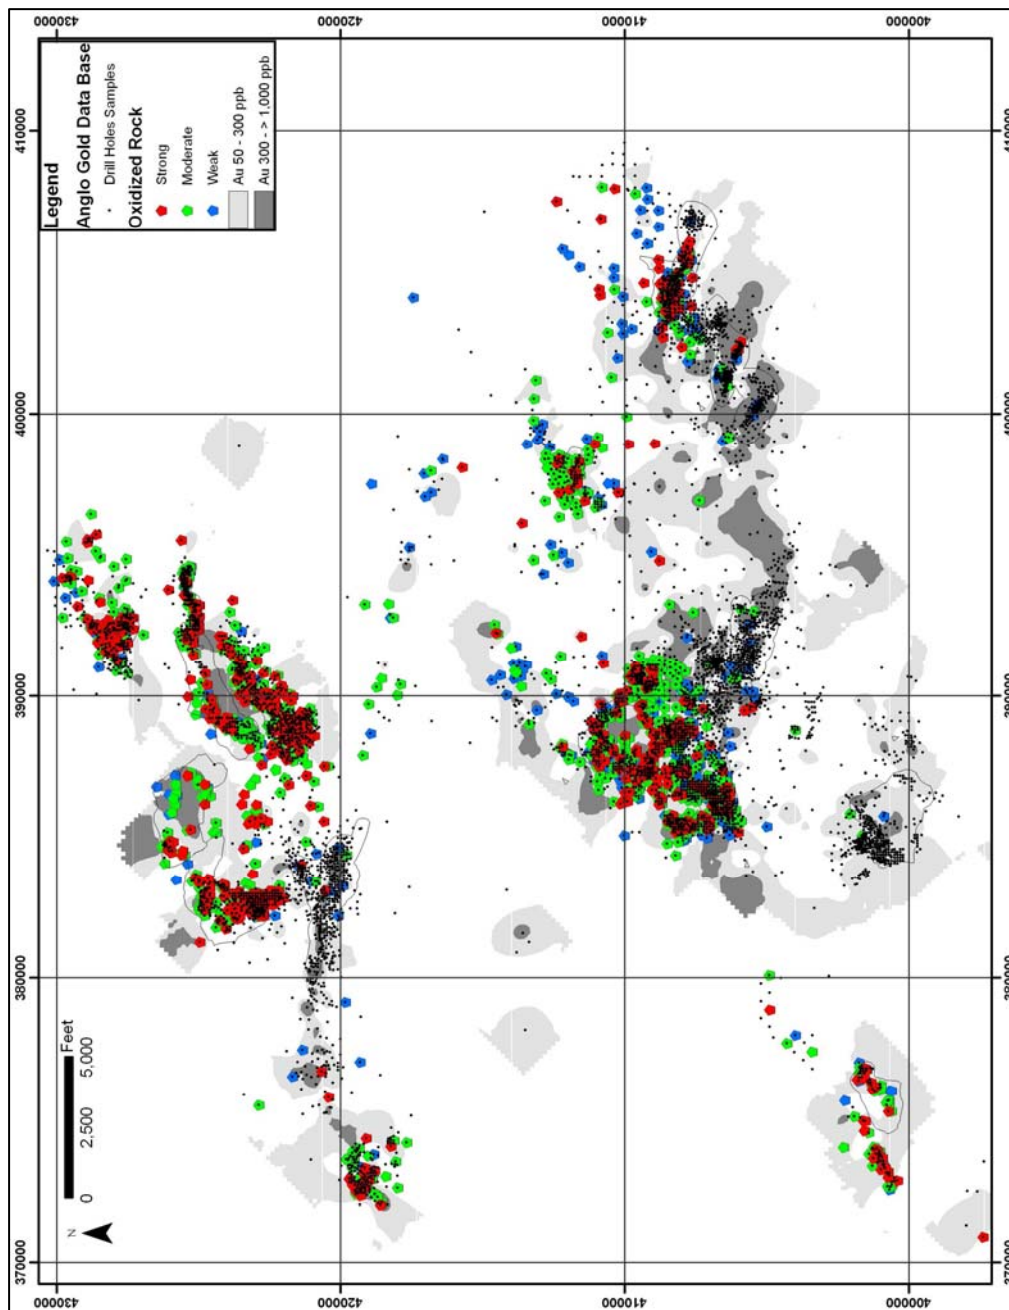 430000
420000
410000
400000
Legend
Anglo Gold Data Base
Drill Holes Samples
Oxidized Rock
Strong
Moderate
Weak
Au 50 - 300 ppb
Au 300 - > 1,000 ppb
410000
410000
400000
400000
390000
390000
380000
380000
Feet
0 2,500 5,000
N
370000
370000
430000
420000
410000
400000